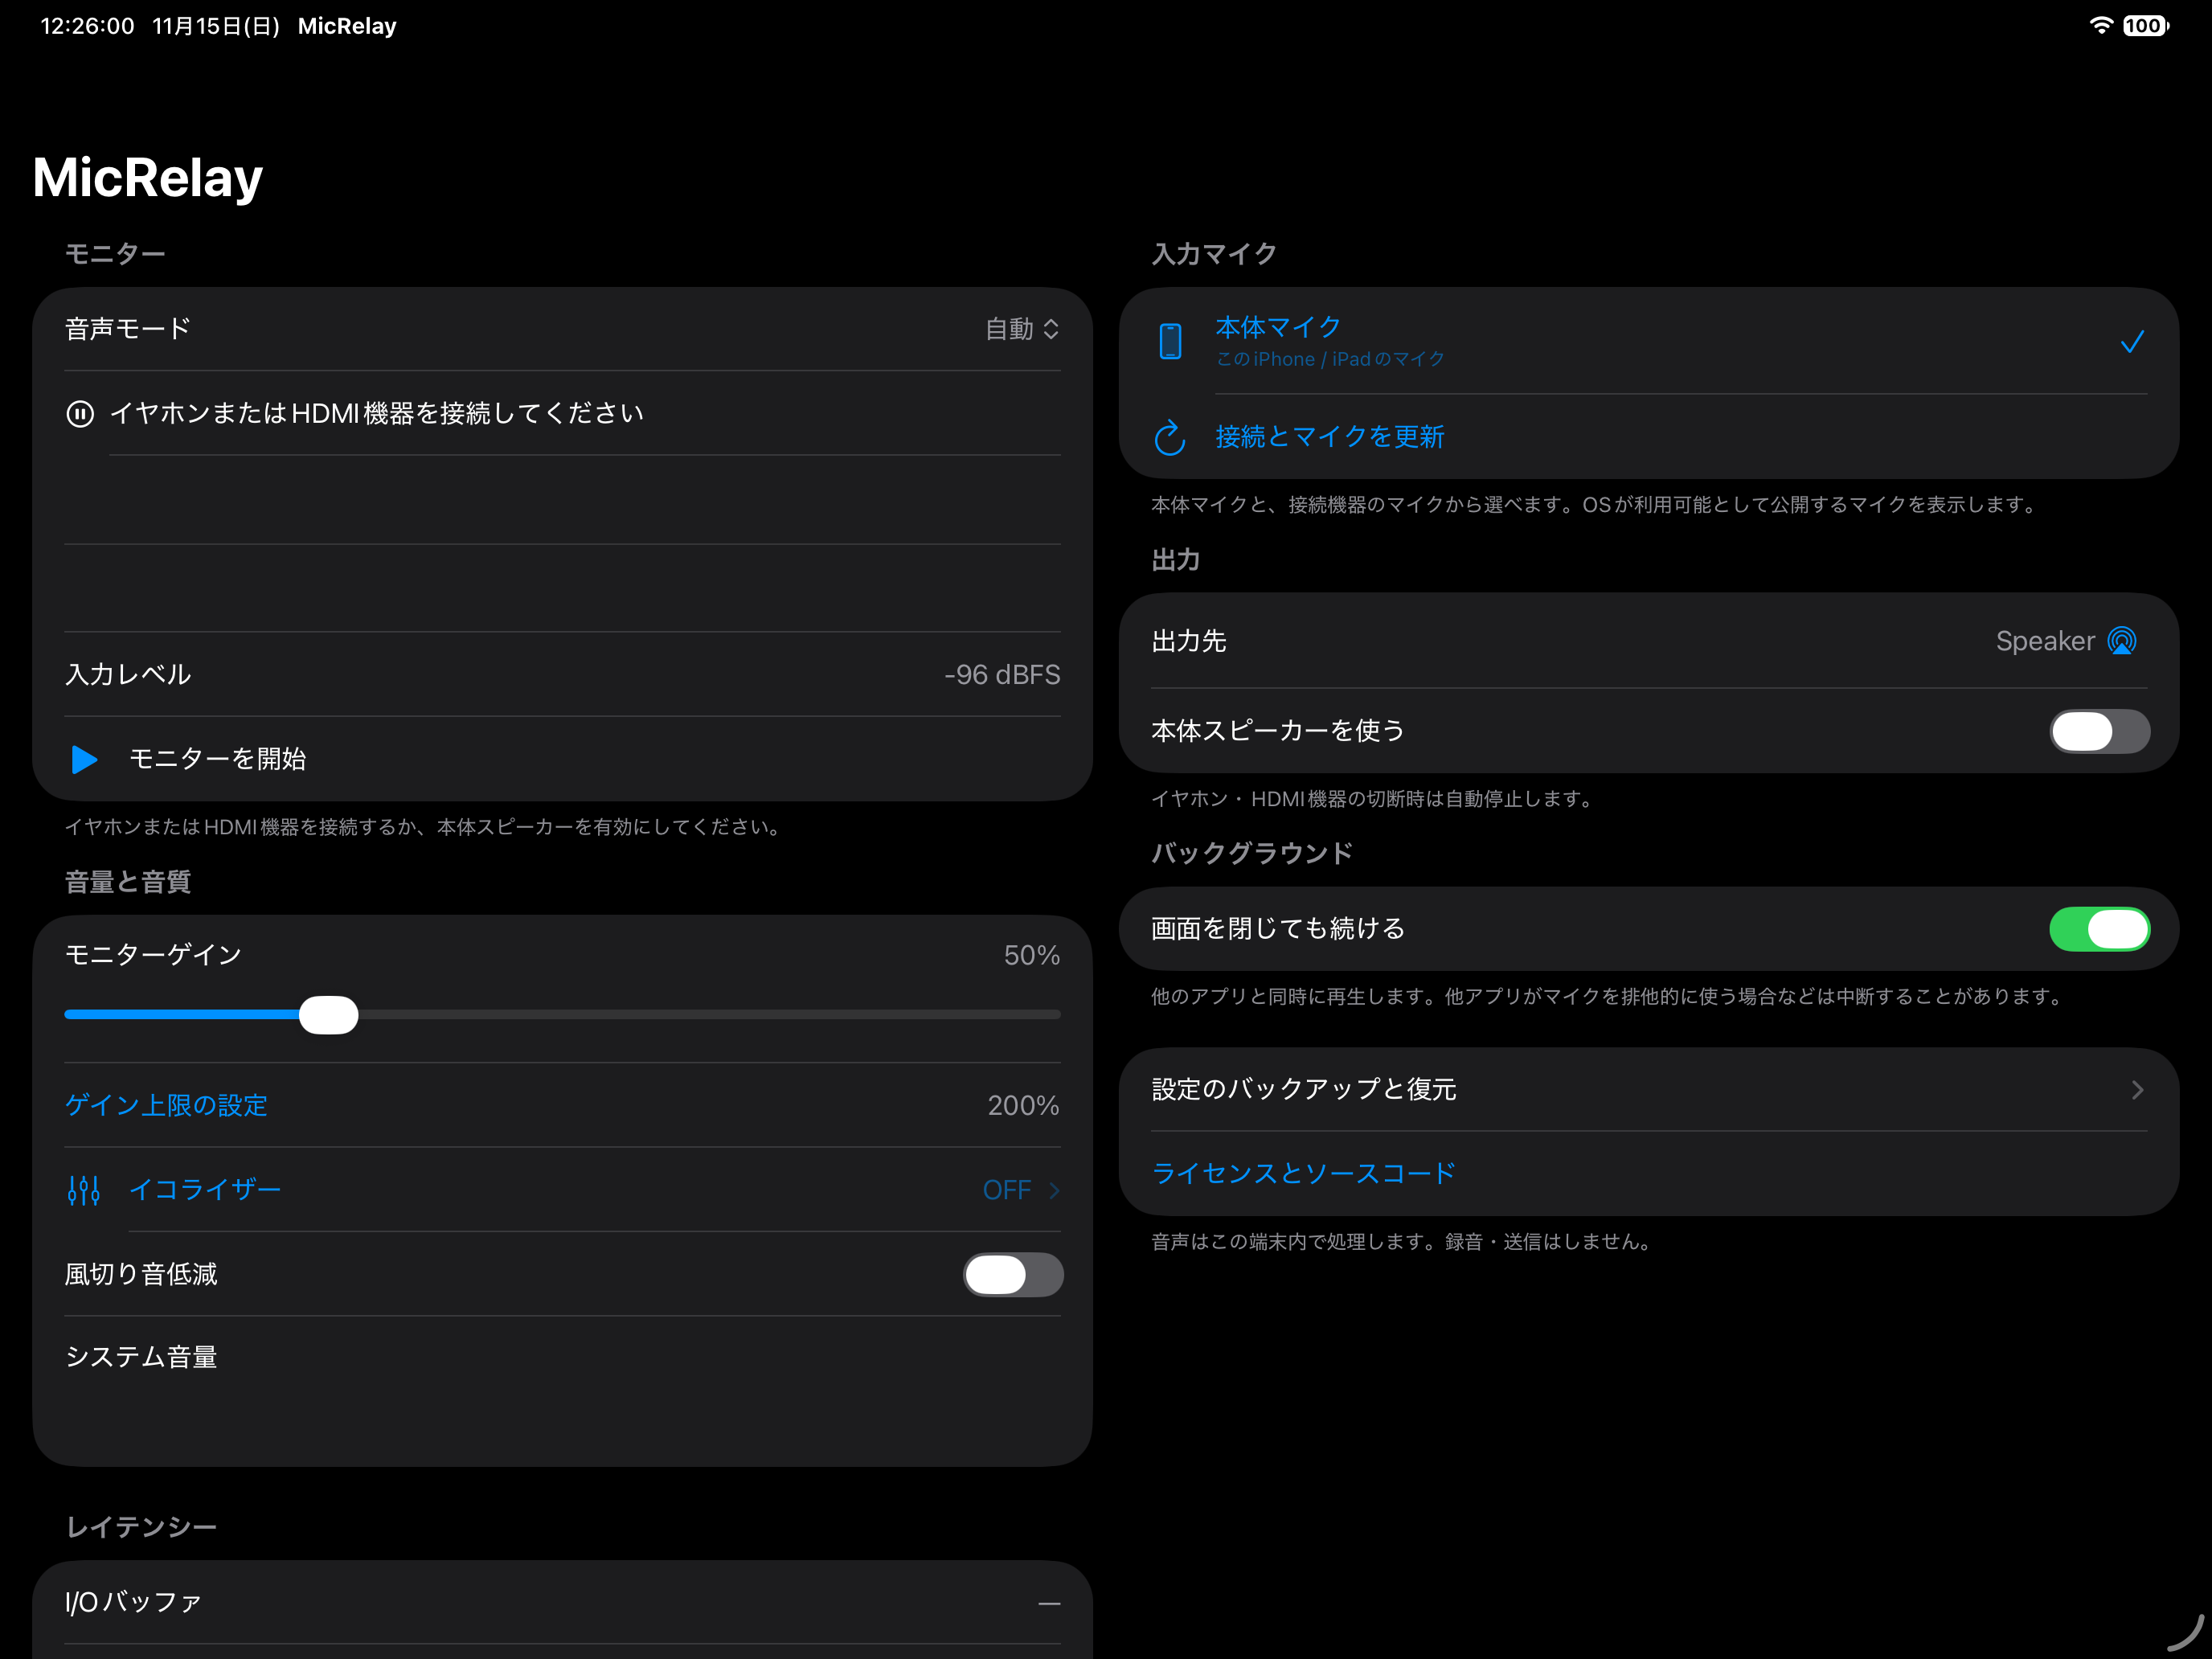 12:26:00 11月15日(日) MicRelay
100
MicRelay
モニター
音声モード 自動
イヤホンまたはHDMI機器を接続してください
入力レベル -96 dBFS
モニターを開始
イヤホンまたはHDMI機器を接続するか、本体スピーカーを有効にしてください。
音量と音質
モニターゲイン 50%
ゲイン上限の設定 200%
イコライザー OFF
風切り音低減
システム音量
レイテンシー
I/Oバッファ —
入力マイク
本体マイク
このiPhone / iPadのマイク
接続とマイクを更新
本体マイクと、接続機器のマイクから選べます。OSが利用可能として公開するマイクを表示します。
出力
出力先 Speaker
本体スピーカーを使う
イヤホン・HDMI機器の切断時は自動停止します。
バックグラウンド
画面を閉じても続ける
他のアプリと同時に再生します。他アプリがマイクを排他的に使う場合などは中断することがあります。
設定のバックアップと復元
ライセンスとソースコード
音声はこの端末内で処理します。録音・送信はしません。